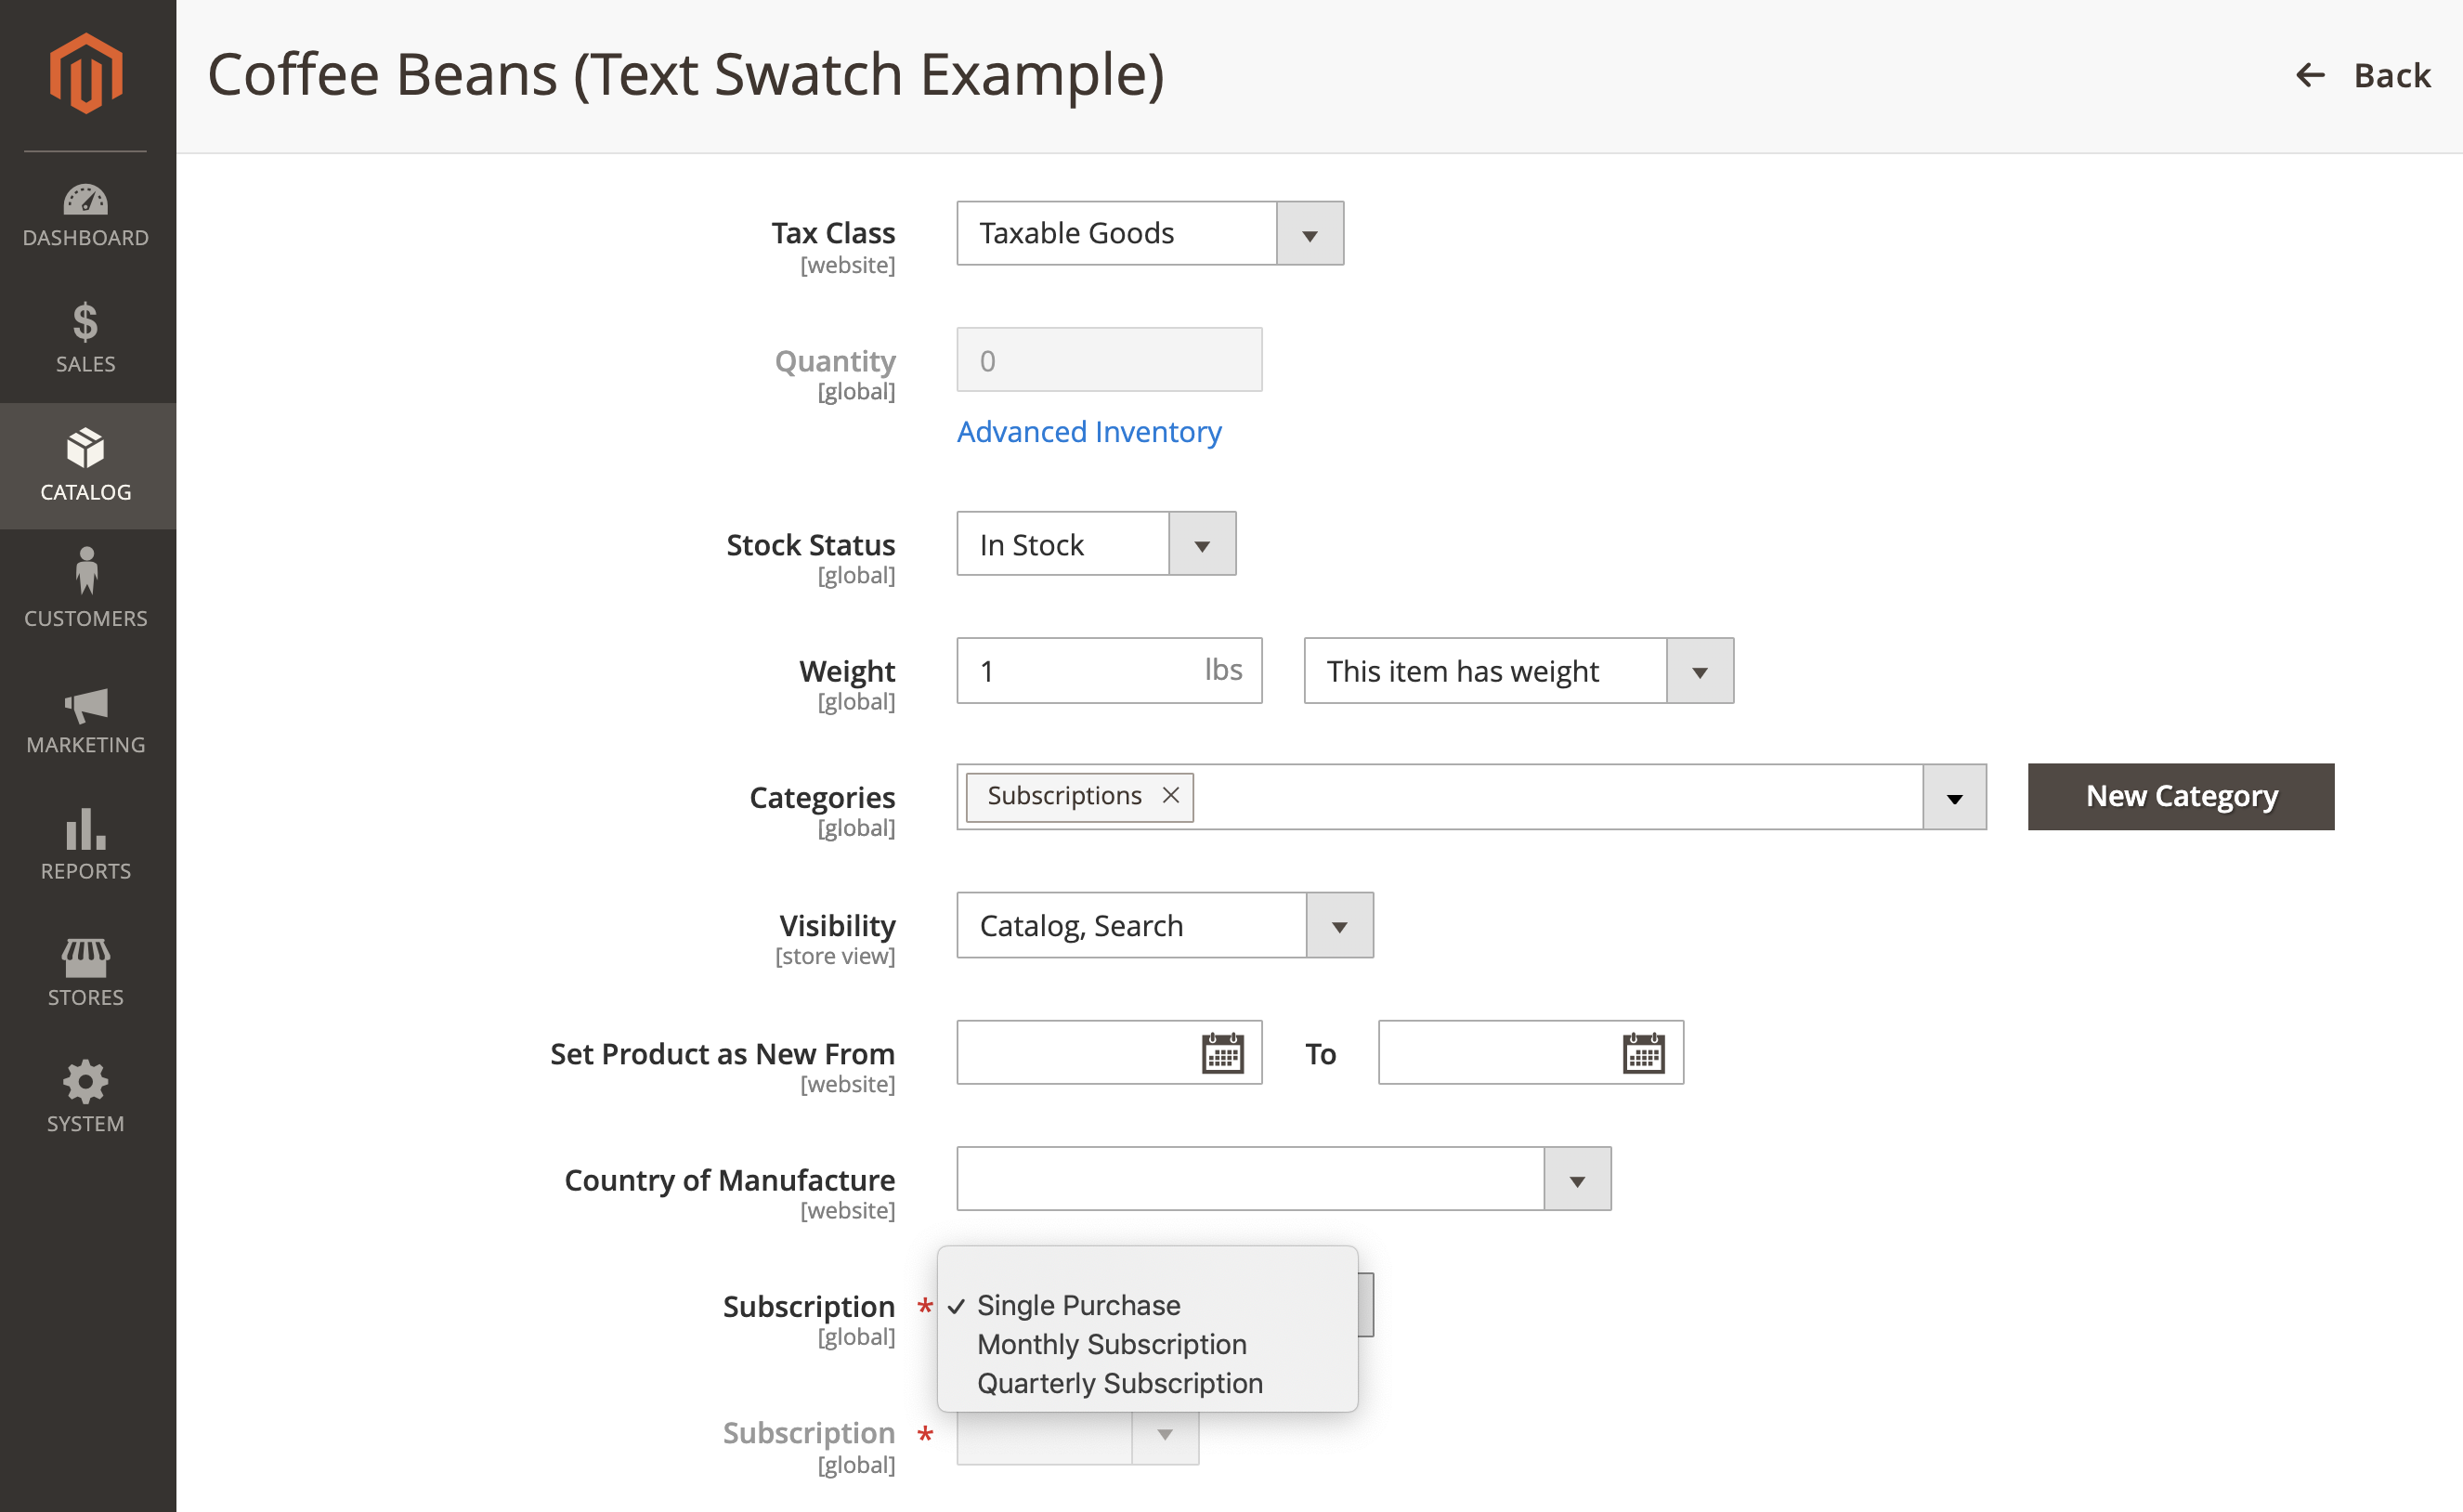 Coffee Beans (Text Swatch Example)
Back
DASHBOARD
SALES
CATALOG
CUSTOMERS
MARKETING
REPORTS
STORES
SYSTEM
Tax Class
[website]
Taxable Goods
Quantity
[global]
0
Advanced Inventory
Stock Status
[global]
In Stock
Weight
[global]
1 lbs
This item has weight
Categories
[global]
Subscriptions
New Category
Visibility
[store view]
Catalog, Search
Set Product as New From
[website]
To
Country of Manufacture
[website]
Subscription *
[global]
Single Purchase
Monthly Subscription
Quarterly Subscription
Subscription *
[global]